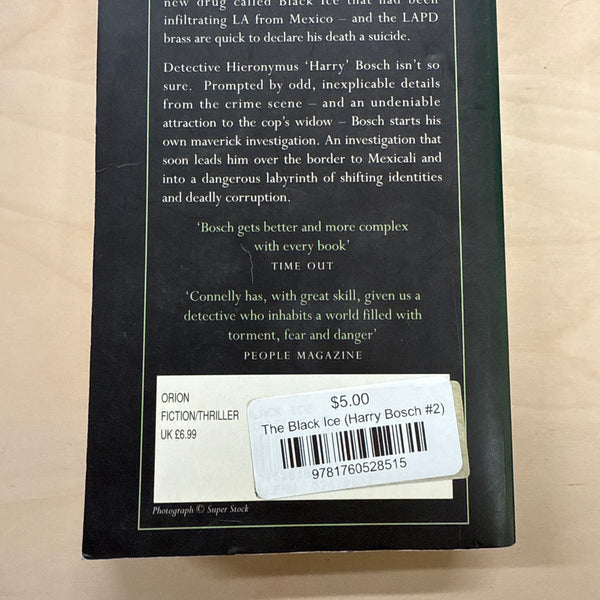 new drug called Black Ice that had been
infiltrating LA from Mexico – and the LAPD
brass are quick to declare his death a suicide.
Detective Hieronymus ‘Harry’ Bosch isn’t so
sure. Prompted by odd, inexplicable details
from the crime scene – and an undeniable
attraction to the cop’s widow – Bosch starts his
own maverick investigation. An investigation that
soon leads him over the border to Mexicali and
into a dangerous labyrinth of shifting identities
and deadly corruption.
‘Bosch gets better and more complex
with every book’
TIME OUT
‘Connelly has, with great skill, given us a
detective who inhabits a world filled with
torment, fear and danger’
PEOPLE MAGAZINE
ORION
FICTION/THRILLER
UK £6.99
$5.00
The Black Ice (Harry Bosch #2)
9781760528515
Photograph © Super Stock